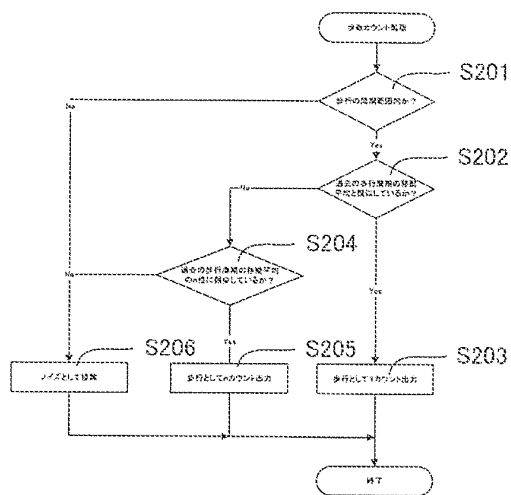 歩数カウント処理
S201
歩行の周期範囲内か？
No
Yes
S202
過去の歩行周期の移動
平均と類似しているか？
No
S204
過去の歩行周期の移動平均
のn倍に類似しているか？
No
Yes
Yes
S206
S205
S203
ノイズとして
歩行としてnカウント出力
歩行として1カウント出力
終了